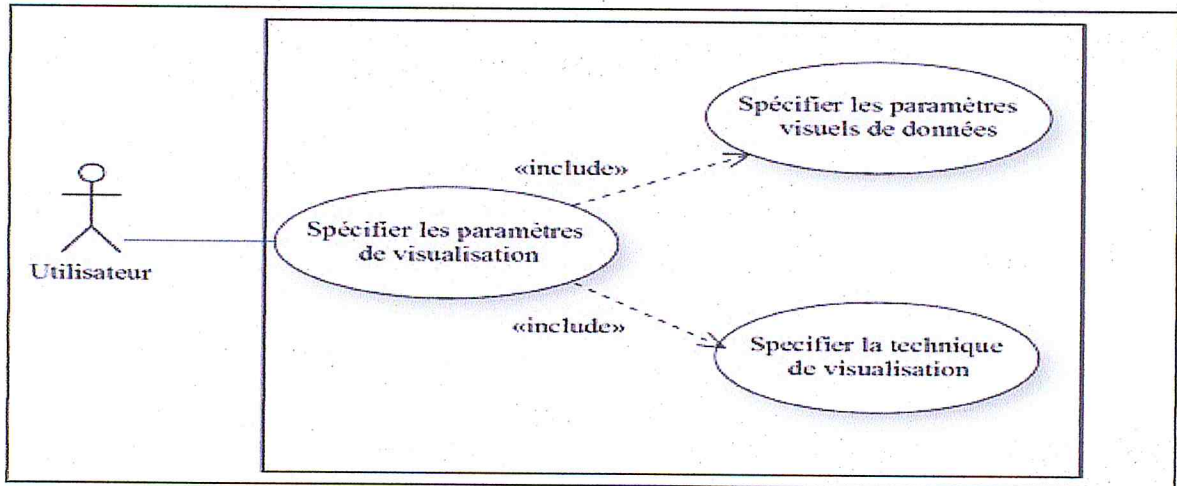 Spécifier les paramètres
visuels de données
«include»
Spécifier les paramètres
de visualisation
Utilisateur
«include»
Specifier la technique
de visualisation